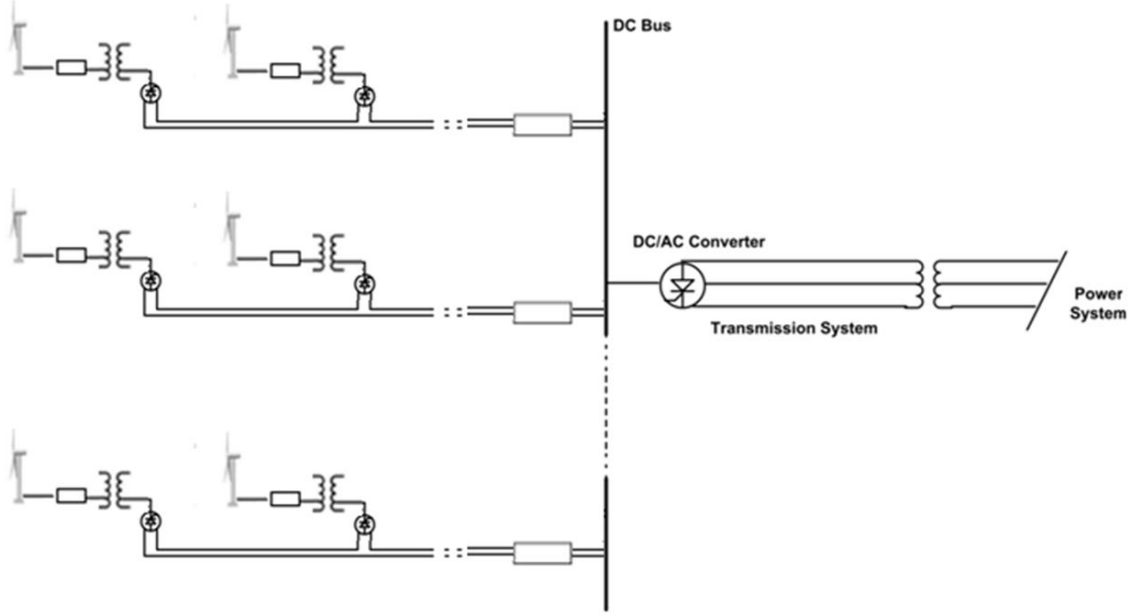 DC Bus
DC/AC Converter
Transmission System
Power
System